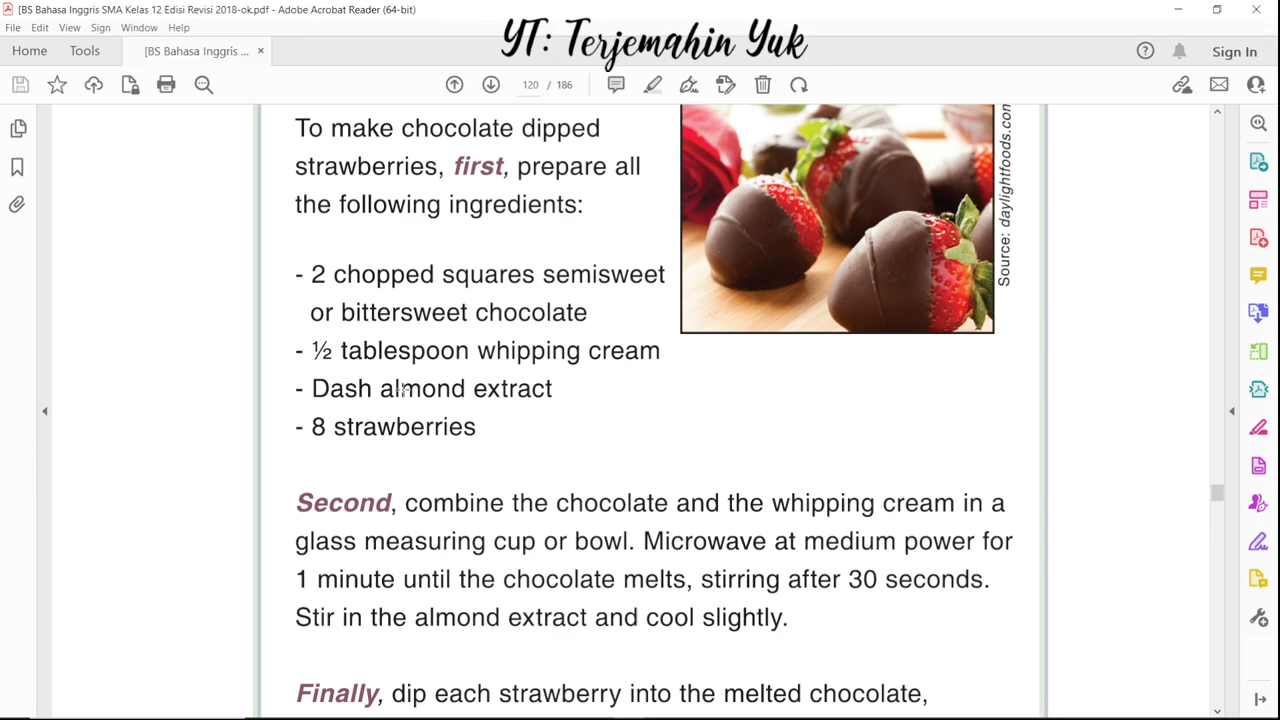 [BS Bahasa Inggris SMA Kelas 12 Edisi Revisi 2018-ok.pdf - Adobe Acrobat Reader (64-bit)
YT: Terjemahin Yuk
File Edit View Sign Window Help
Home Tools [BS Bahasa Inggris ... × Sign In
120 / 186
To make chocolate dipped
strawberries, first, prepare all
the following ingredients:
Source: daylightfoods.com
- 2 chopped squares semisweet
or bittersweet chocolate
- ½ tablespoon whipping cream
- Dash almond extract
- 8 strawberries
Second, combine the chocolate and the whipping cream in a
glass measuring cup or bowl. Microwave at medium power for
1 minute until the chocolate melts, stirring after 30 seconds.
Stir in the almond extract and cool slightly.
Finally, dip each strawberry into the melted chocolate,